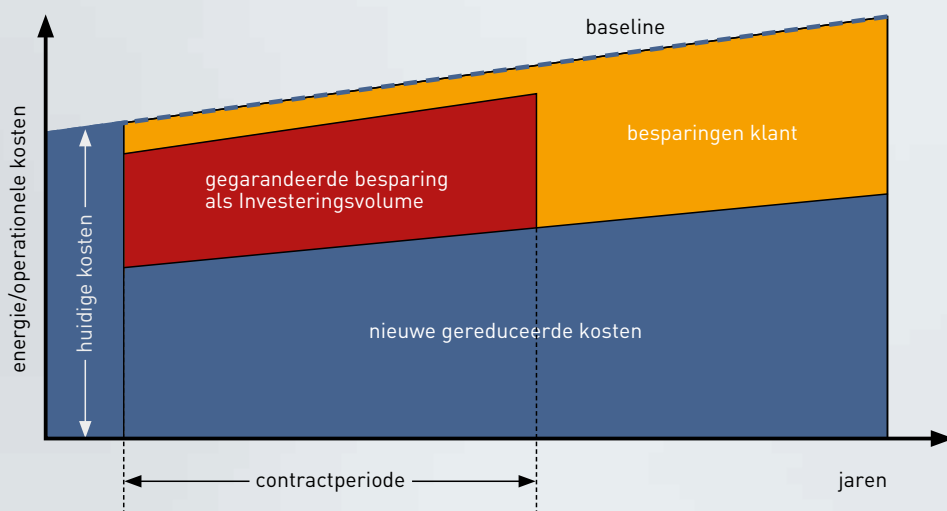 baseline
besparingen klant
gegarandeerde besparing
als Investeringsvolume
energie/operationele kosten
huidige kosten
nieuwe gereduceerde kosten
contractperiode
jaren